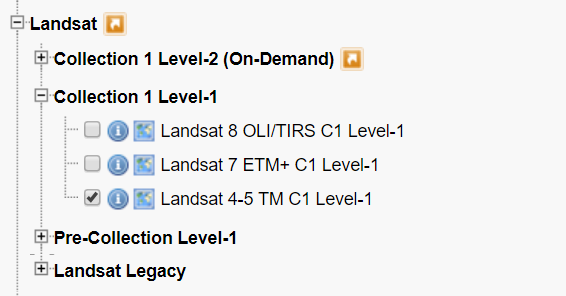 Landsat
Collection 1 Level-2 (On-Demand)
Collection 1 Level-1
Landsat 8 OLI/TIRS C1 Level-1
Landsat 7 ETM+ C1 Level-1
Landsat 4-5 TM C1 Level-1
Pre-Collection Level-1
Landsat Legacy